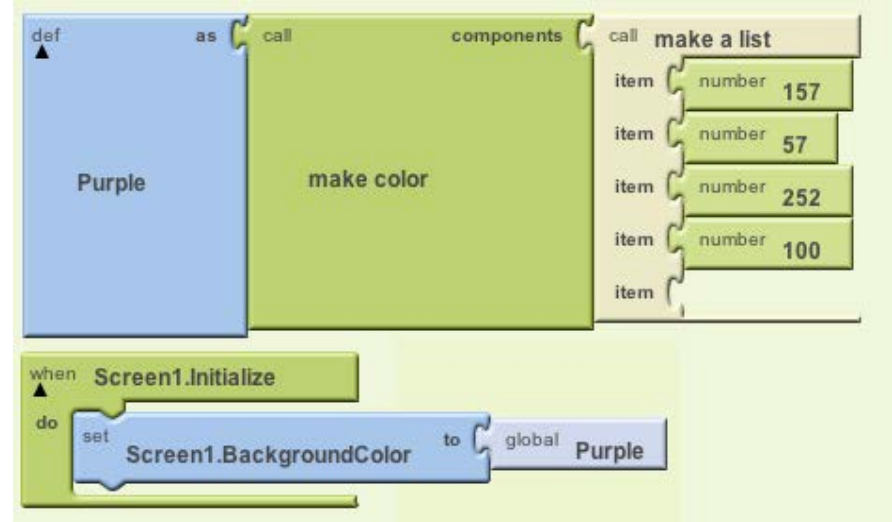 def as call components call make a list
item number 157
item number 57
Purple make color item number 252
item number 100
item
when Screen1.Initialize
do set Screen1.BackgroundColor to global Purple